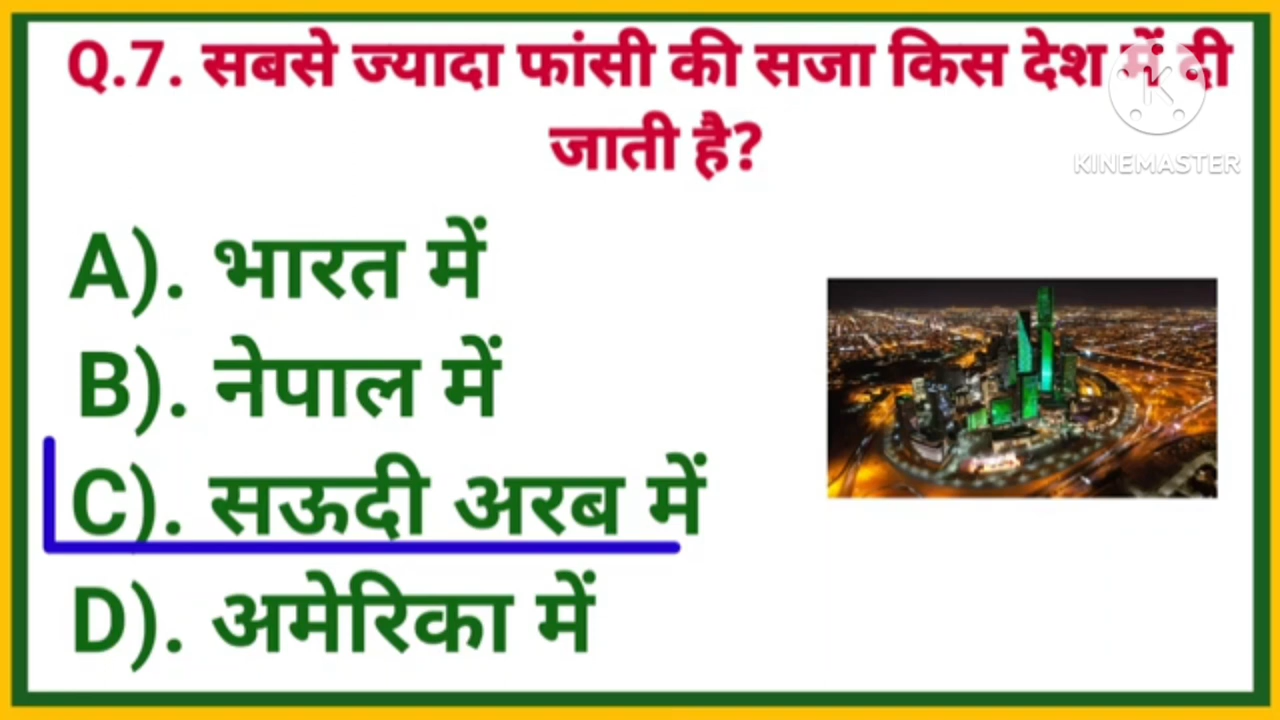 Q.7. सबसे ज्यादा फांसी की सजा किस देश में दी
जाती है?
KINEMASTER
A). भारत में
B). नेपाल में
C). सऊदी अरब में
D). अमेरिका में